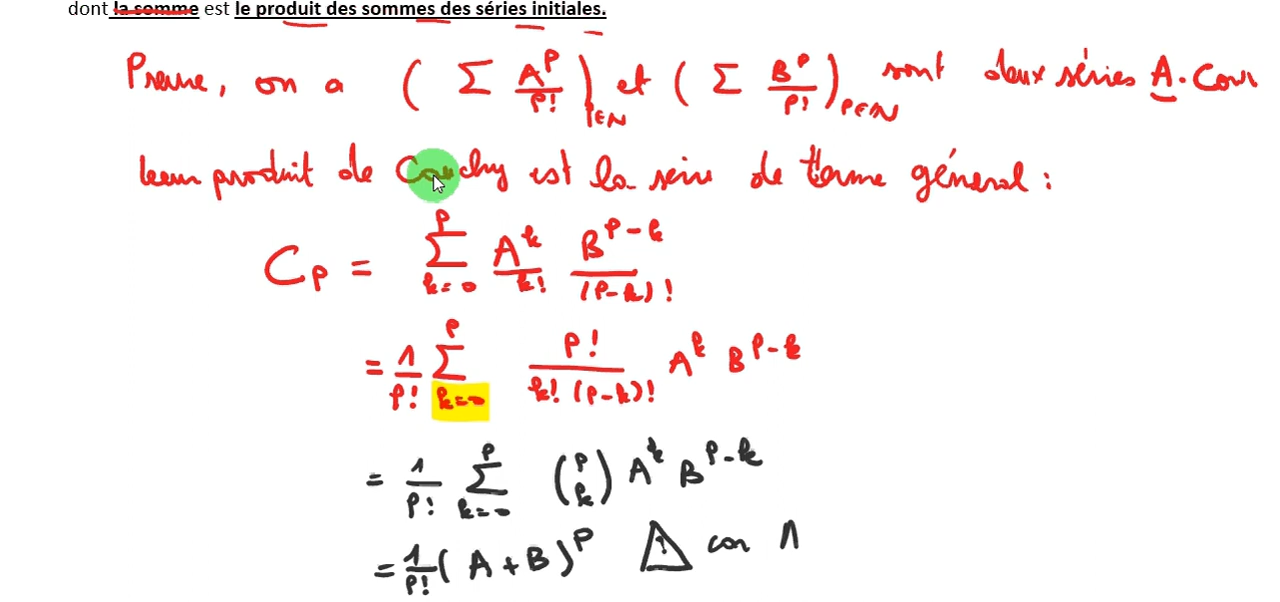 dont la somme est le produit des sommes des séries initiales.
Preuve, on a ( Σ A^P/P! )_{P∈N} et ( Σ B^P/P! )_{P∈N} sont deux séries A. Cou
leur produit de Cauchy est la série de terme général :
C_P = Σ_{k=0}^{P} A^k/k! B^{P-k}/(P-k)!
= 1/P! Σ_{k=0}^{P} P!/(k!(P-k)!) A^k B^{P-k}
= 1/P! Σ_{k=0}^{P} (P k) A^k B^{P-k}
= 1/P! (A+B)^P ⚠ car 1